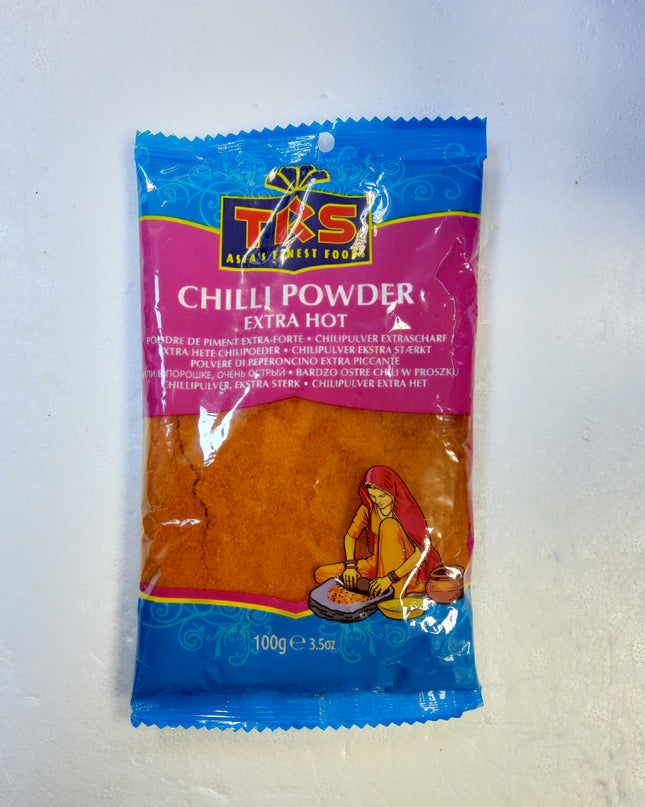 TRS
ASIA'S FINEST FOODS
CHILLI POWDER
EXTRA HOT
POUDRE DE PIMENT EXTRA-FORTE • CHILIPULVER EXTRASCHARF
EXTRA HETE CHILIPOEDER • CHILIPULVER EKSTRA STÆRKT
POLVERE DI PEPERONCINO EXTRA PICCANTE
В ПОРОШКЕ, ОЧЕНЬ ОСТРЫЙ • BARDZO OSTRE CHILI W PROSZKU
CHILLIPULVER, EKSTRA STERK • CHILIPULVER EXTRA HET
100g ℮ 3.5oz